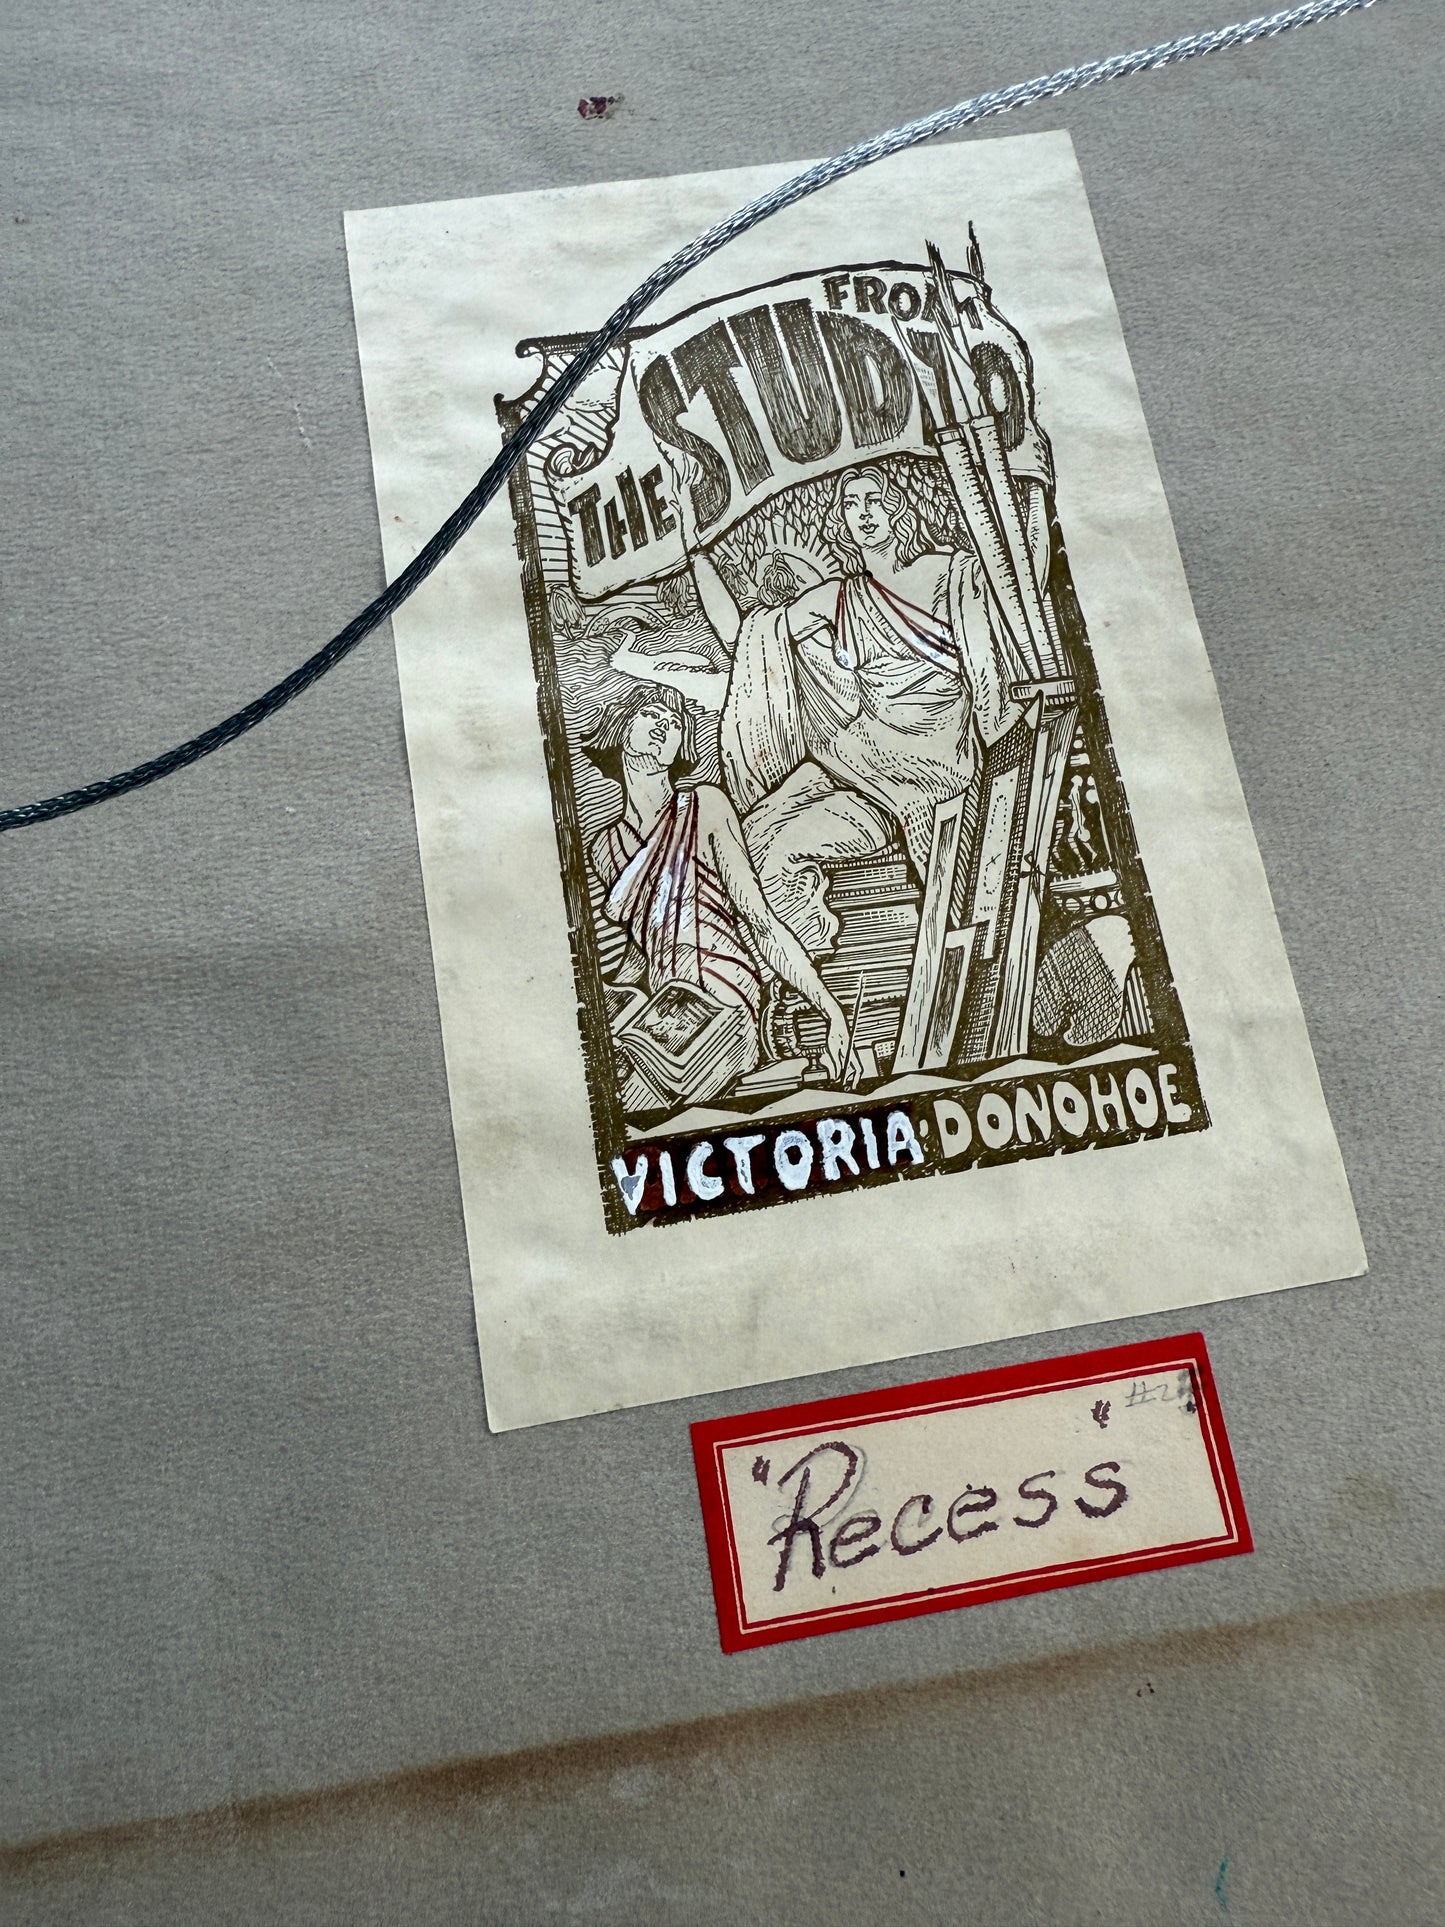 FROM
THE STUDIO
VICTORIA · DONOHOE
"Recess"